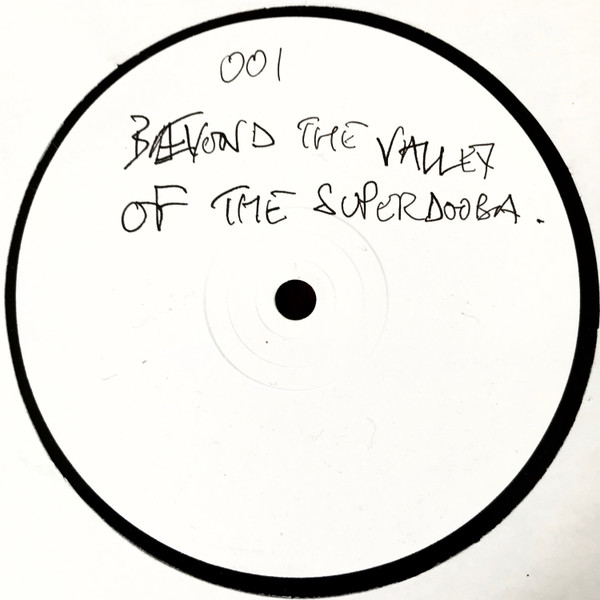 001
BEYOND THE VALLEY
OF THE SUPERDOOBA.